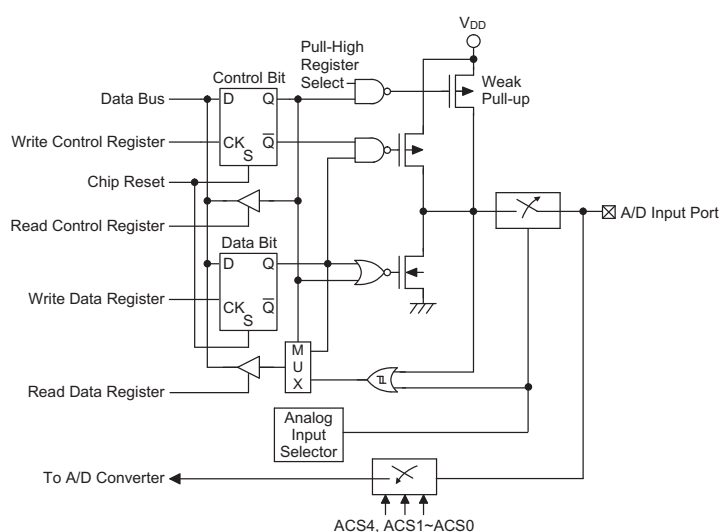 VDD
Pull-High
Register
Select
Control Bit
Weak
Pull-up
Data Bus
D
Q
Write Control Register
CK
Q
S
Chip Reset
Read Control Register
A/D Input Port
Data Bit
D
Q
Write Data Register
CK
Q
S
M
U
X
Read Data Register
Analog
Input
Selector
To A/D Converter
ACS4, ACS1~ACS0